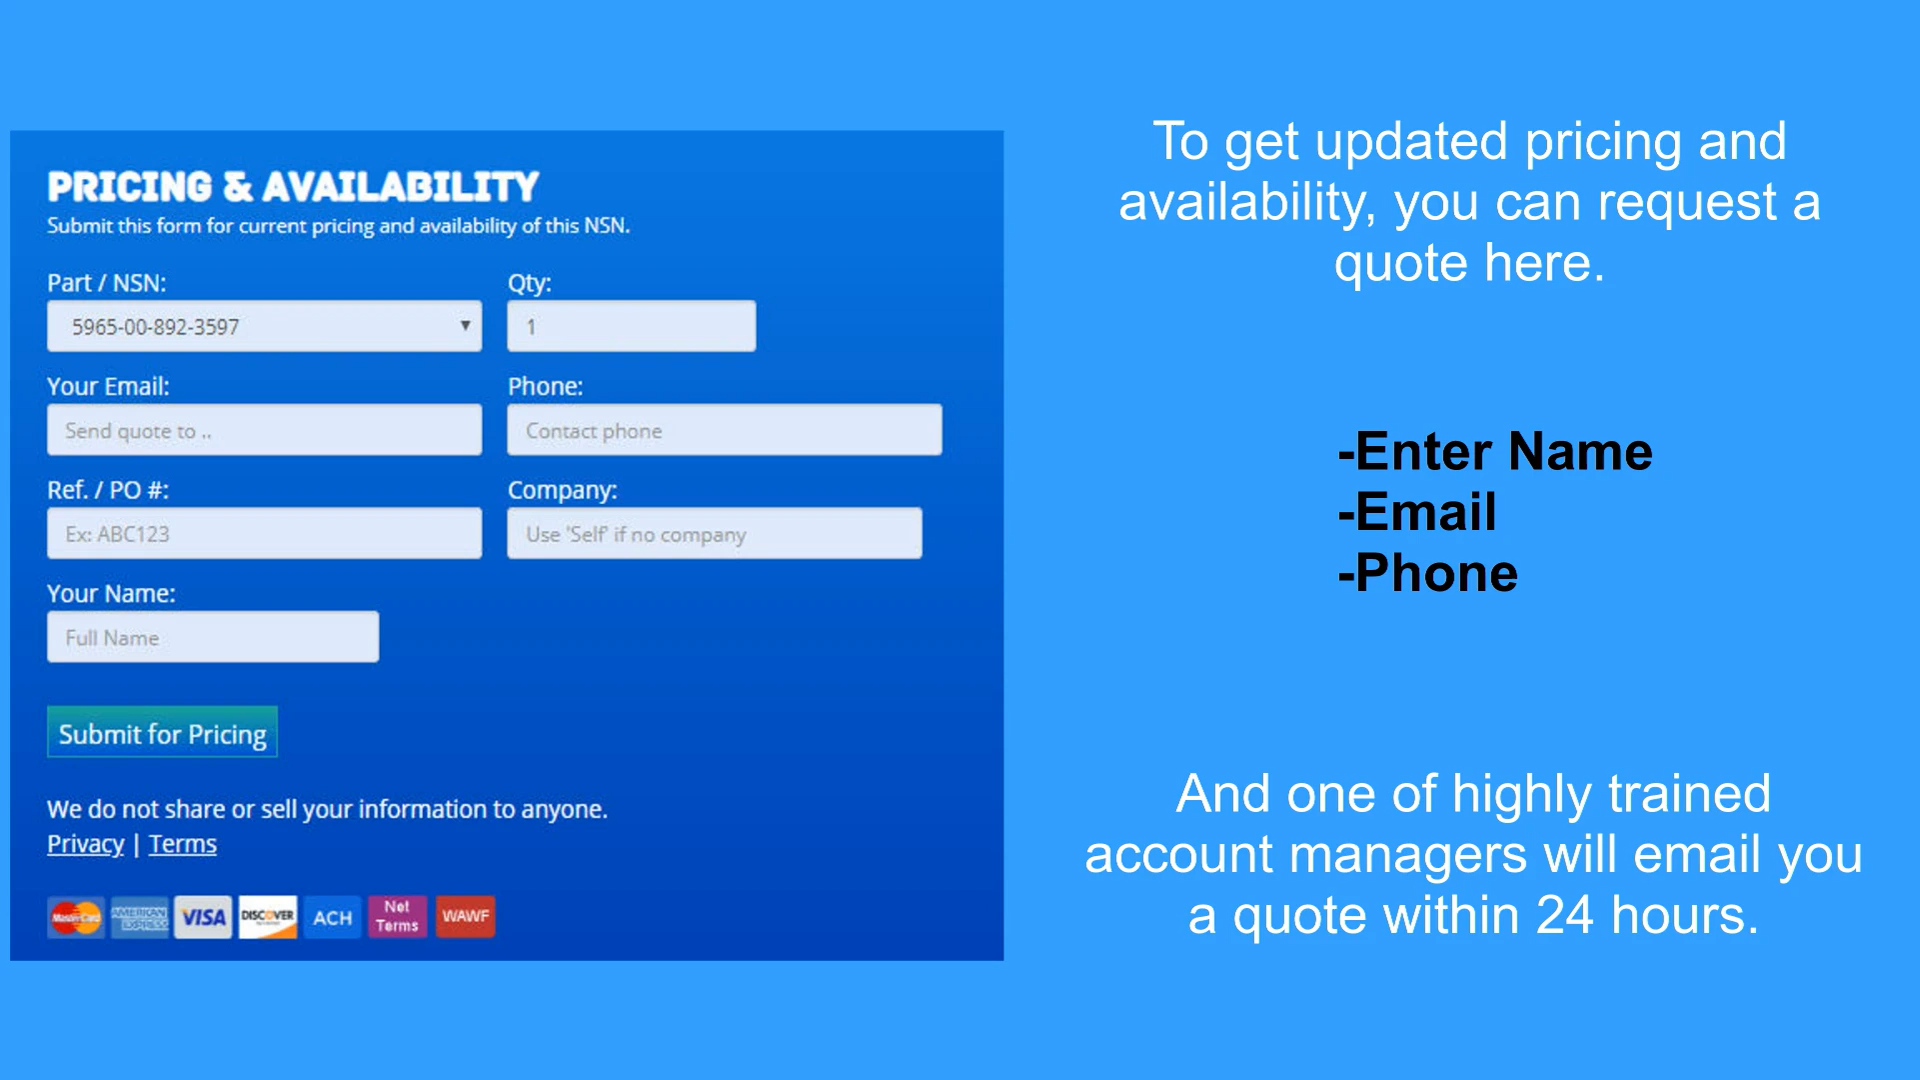 PRICING & AVAILABILITY
Submit this form for current pricing and availability of this NSN.
Part / NSN:
Qty:
5965-00-892-3597
1
Your Email:
Phone:
Send quote to ..
Contact phone
Ref. / PO #:
Company:
Ex: ABC123
Use 'Self' if no company
Your Name:
Full Name
Submit for Pricing
We do not share or sell your information to anyone.
Privacy | Terms
MasterCard
AMERICAN EXPRESS
VISA
DISCOVER
ACH
Net
Terms
WAWF
To get updated pricing and
availability, you can request a
quote here.
-Enter Name
-Email
-Phone
And one of highly trained
account managers will email you
a quote within 24 hours.